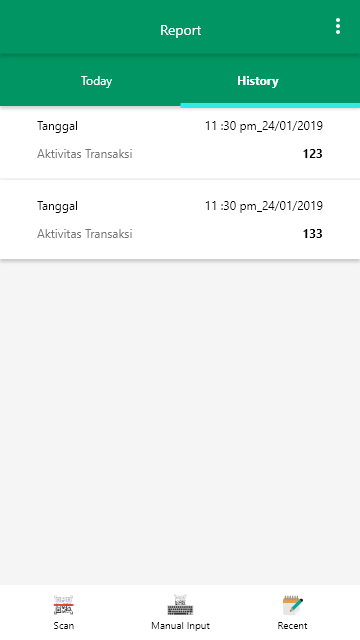 Report
Today History
Tanggal 11 :30 pm_24/01/2019
Aktivitas Transaksi 123
Tanggal 11 :30 pm_24/01/2019
Aktivitas Transaksi 133
Scan Manual Input Recent